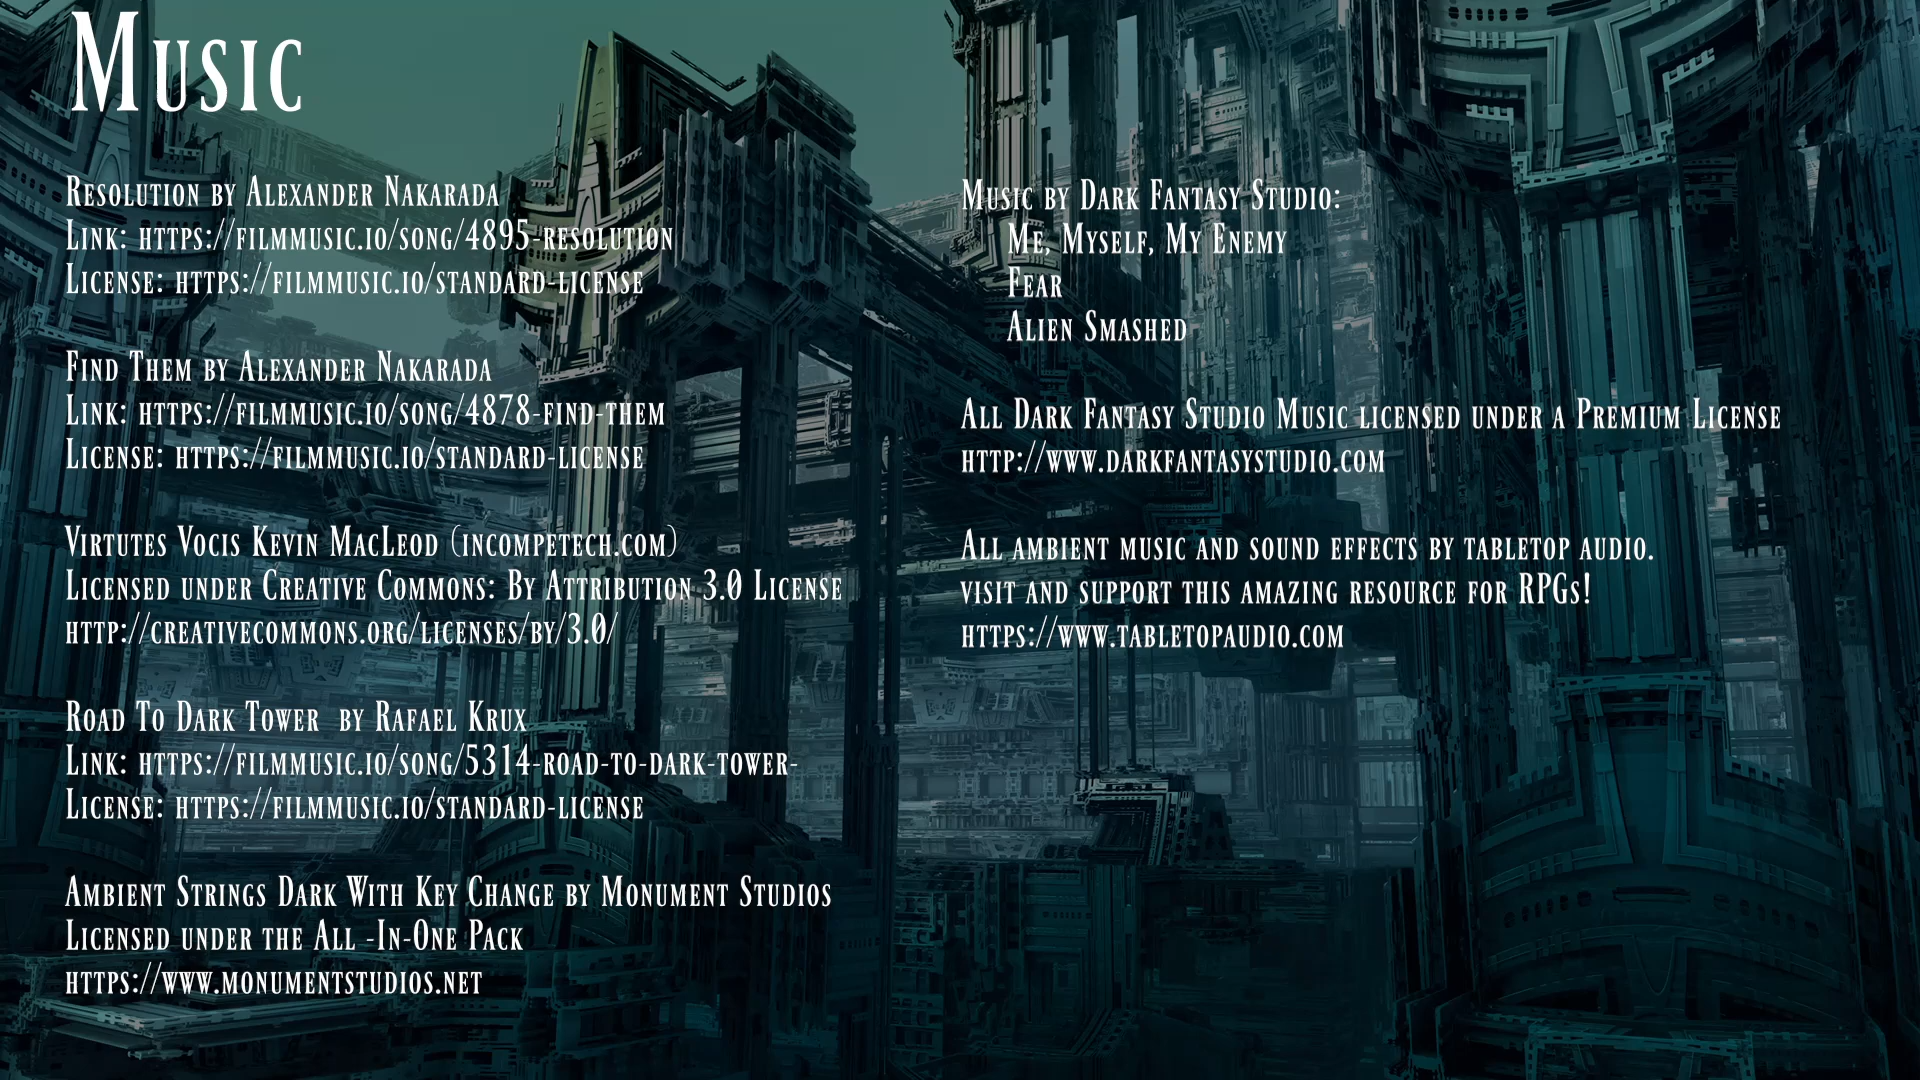 Music
Resolution by Alexander Nakarada
Link: https://filmmusic.io/song/4895-resolution
License: https://filmmusic.io/standard-license
Find Them by Alexander Nakarada
Link: https://filmmusic.io/song/4878-find-them
License: https://filmmusic.io/standard-license
Virtutes Vocis Kevin MacLeod (incompetech.com)
Licensed under Creative Commons: By Attribution 3.0 License
http://creativecommons.org/licenses/by/3.0/
Road To Dark Tower by Rafael Krux
Link: https://filmmusic.io/song/5314-road-to-dark-tower-
License: https://filmmusic.io/standard-license
Ambient Strings Dark With Key Change by Monument Studios
Licensed under the All -In-One Pack
https://www.monumentstudios.net
Music by Dark Fantasy Studio:
Me, Myself, My Enemy
Fear
Alien Smashed
All Dark Fantasy Studio Music licensed under a Premium License
http://www.darkfantasystudio.com
All ambient music and sound effects by tabletop audio.
visit and support this amazing resource for RPGs!
https://www.tabletopaudio.com